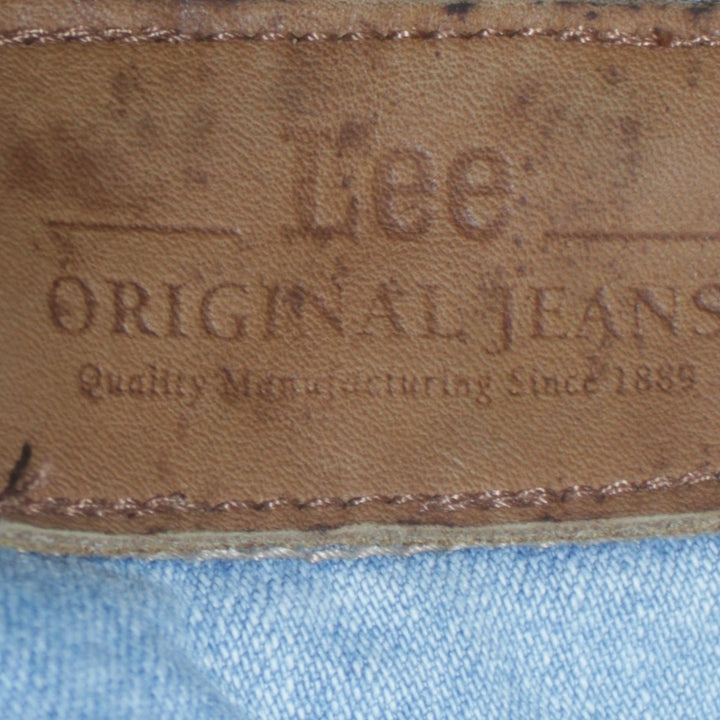 Lee
ORIGINAL JEANS
Quality Manufacturing Since 1889